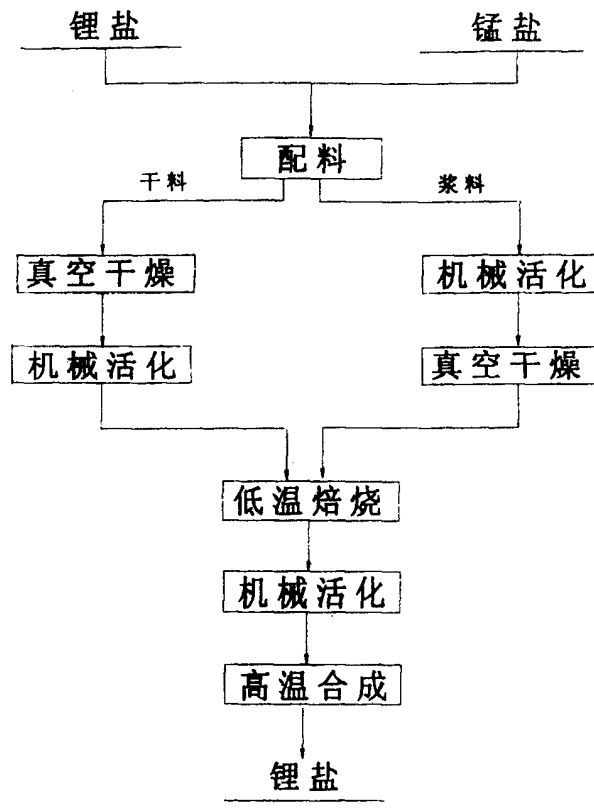 锂盐
锰盐
配料
干料
浆料
真空干燥
机械活化
机械活化
真空干燥
低温焙烧
机械活化
高温合成
锂盐